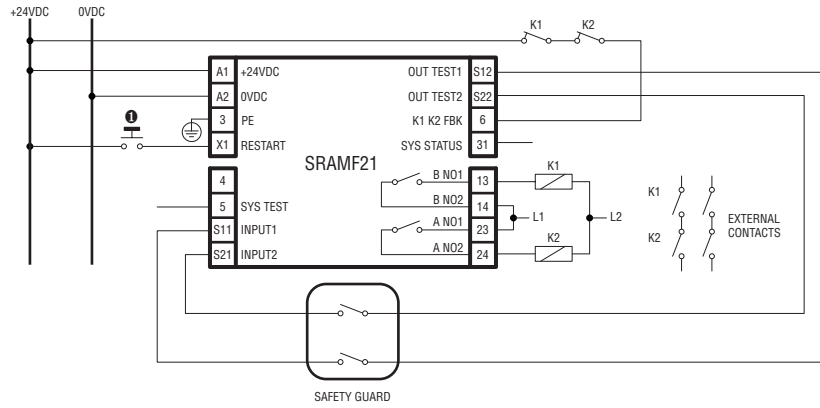 +24VDC
0VDC
K1
K2
A1
+24VDC
OUT TEST1
S12
A2
0VDC
OUT TEST2
S22
❶
3
PE
K1 K2 FBK
6
X1
RESTART
SYS STATUS
31
SRAMF21
4
B NO1
13
K1
5
SYS TEST
B NO2
14
L1
L2
S11
INPUT1
A NO1
23
S21
INPUT2
A NO2
24
K2
K1
K2
EXTERNAL
CONTACTS
SAFETY GUARD